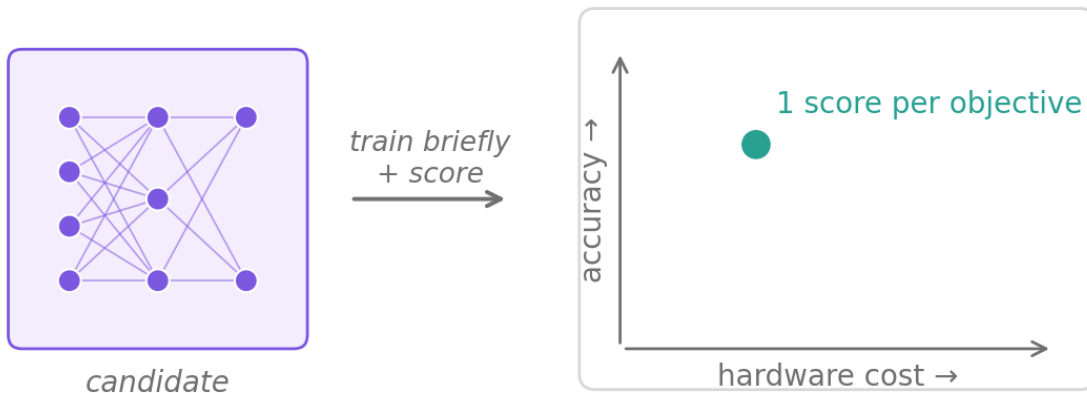 candidate
train briefly
+ score
1 score per objective
accuracy →
hardware cost →